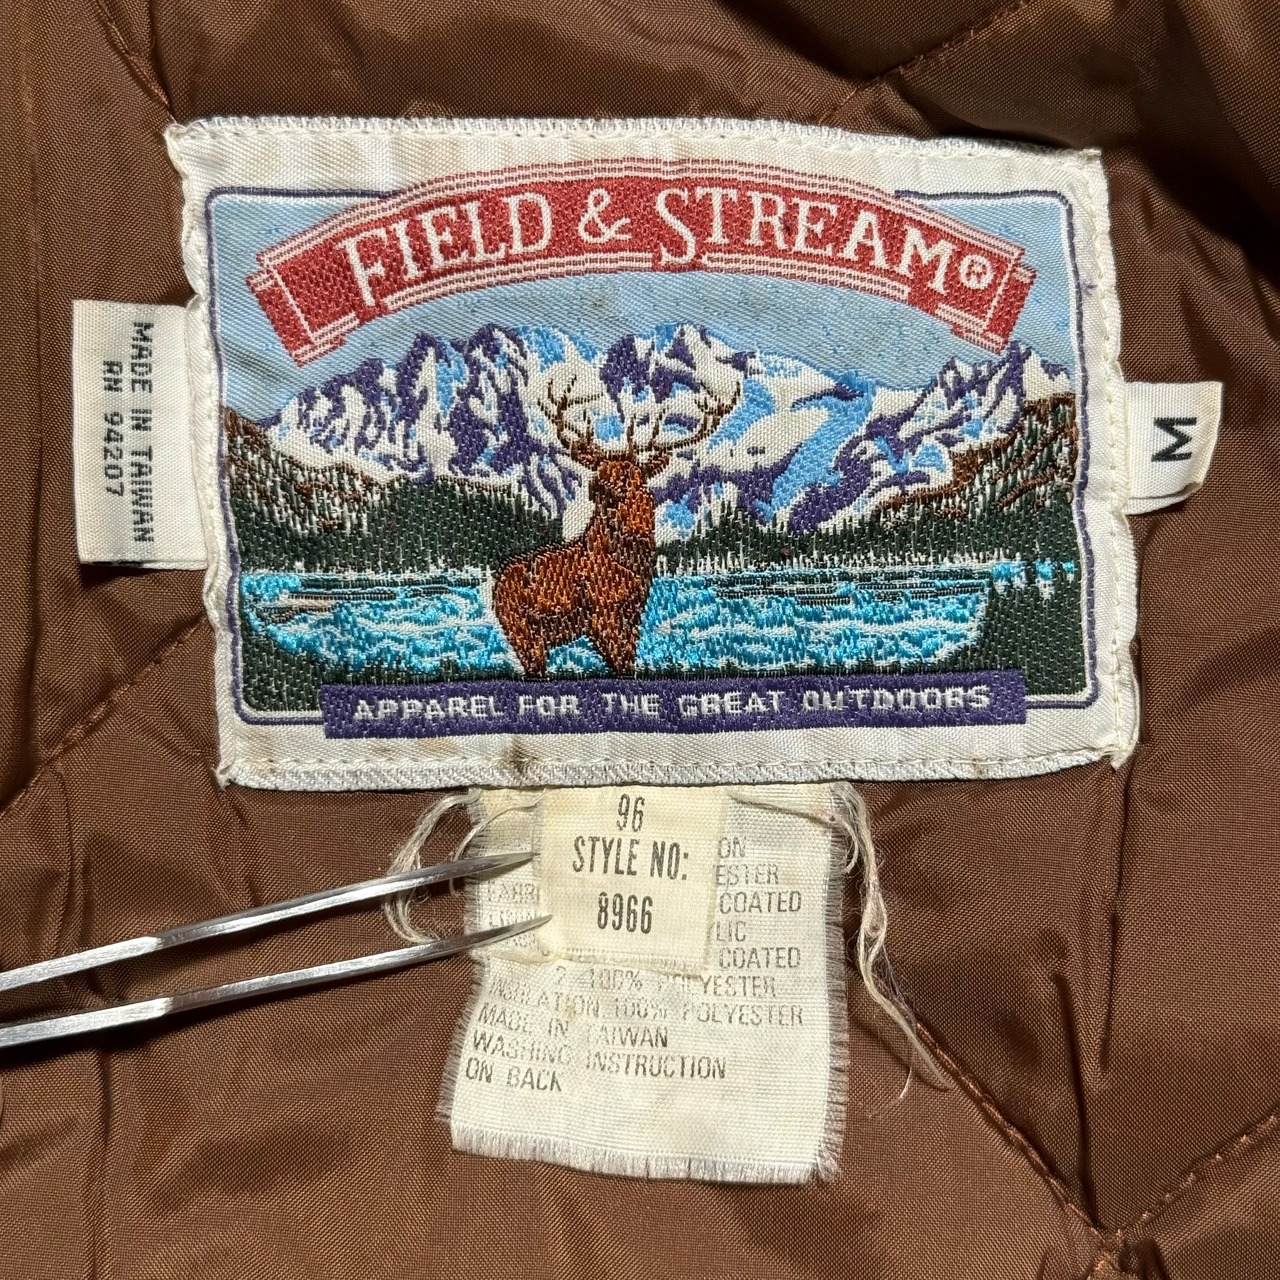 FIELD & STREAM®
MADE IN TAIWAN
RN 94207
M
APPAREL FOR THE GREAT OUTDOORS
96
STYLE NO:
8966
COATED
COATED
2 100% POLYESTER
INSULATION 100% POLYESTER
MADE IN TAIWAN
WASHING INSTRUCTION
ON BACK